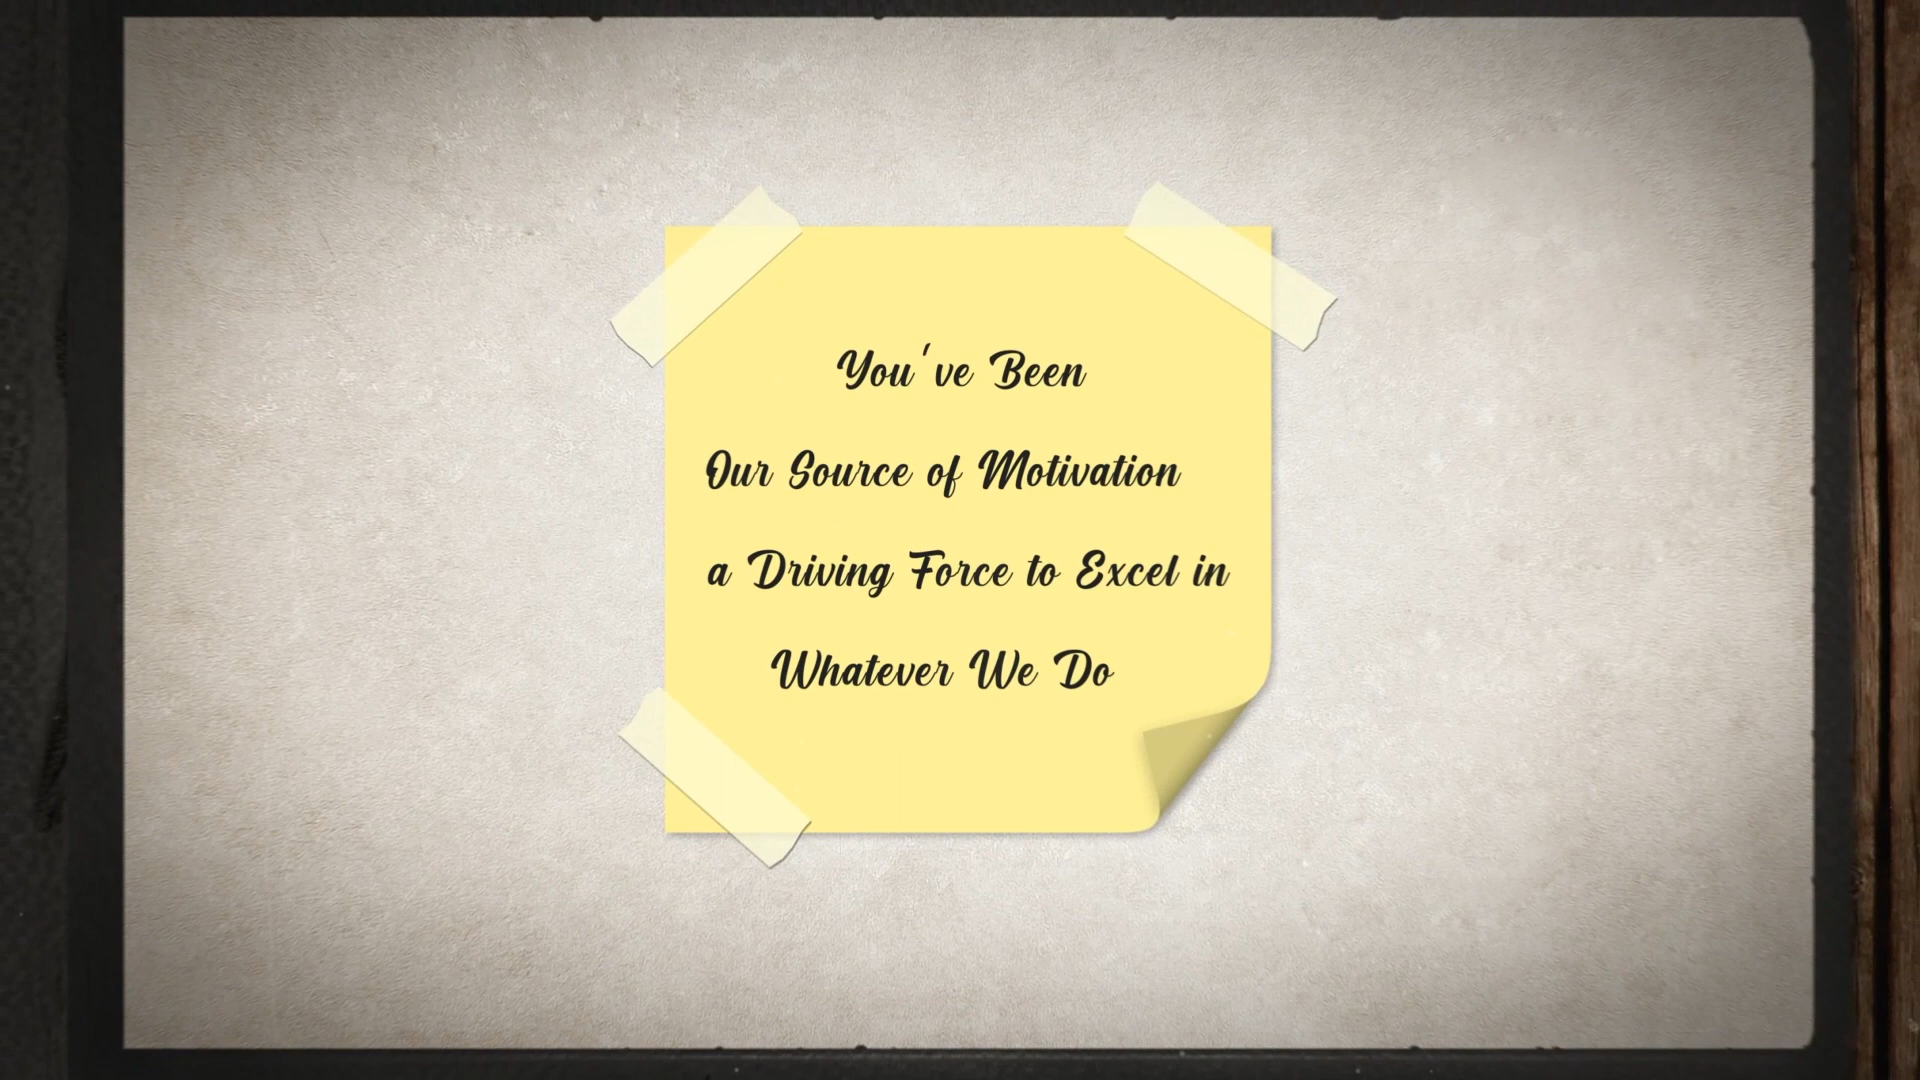 You've Been
Our Source of Motivation
a Driving Force to Excel in
Whatever We Do